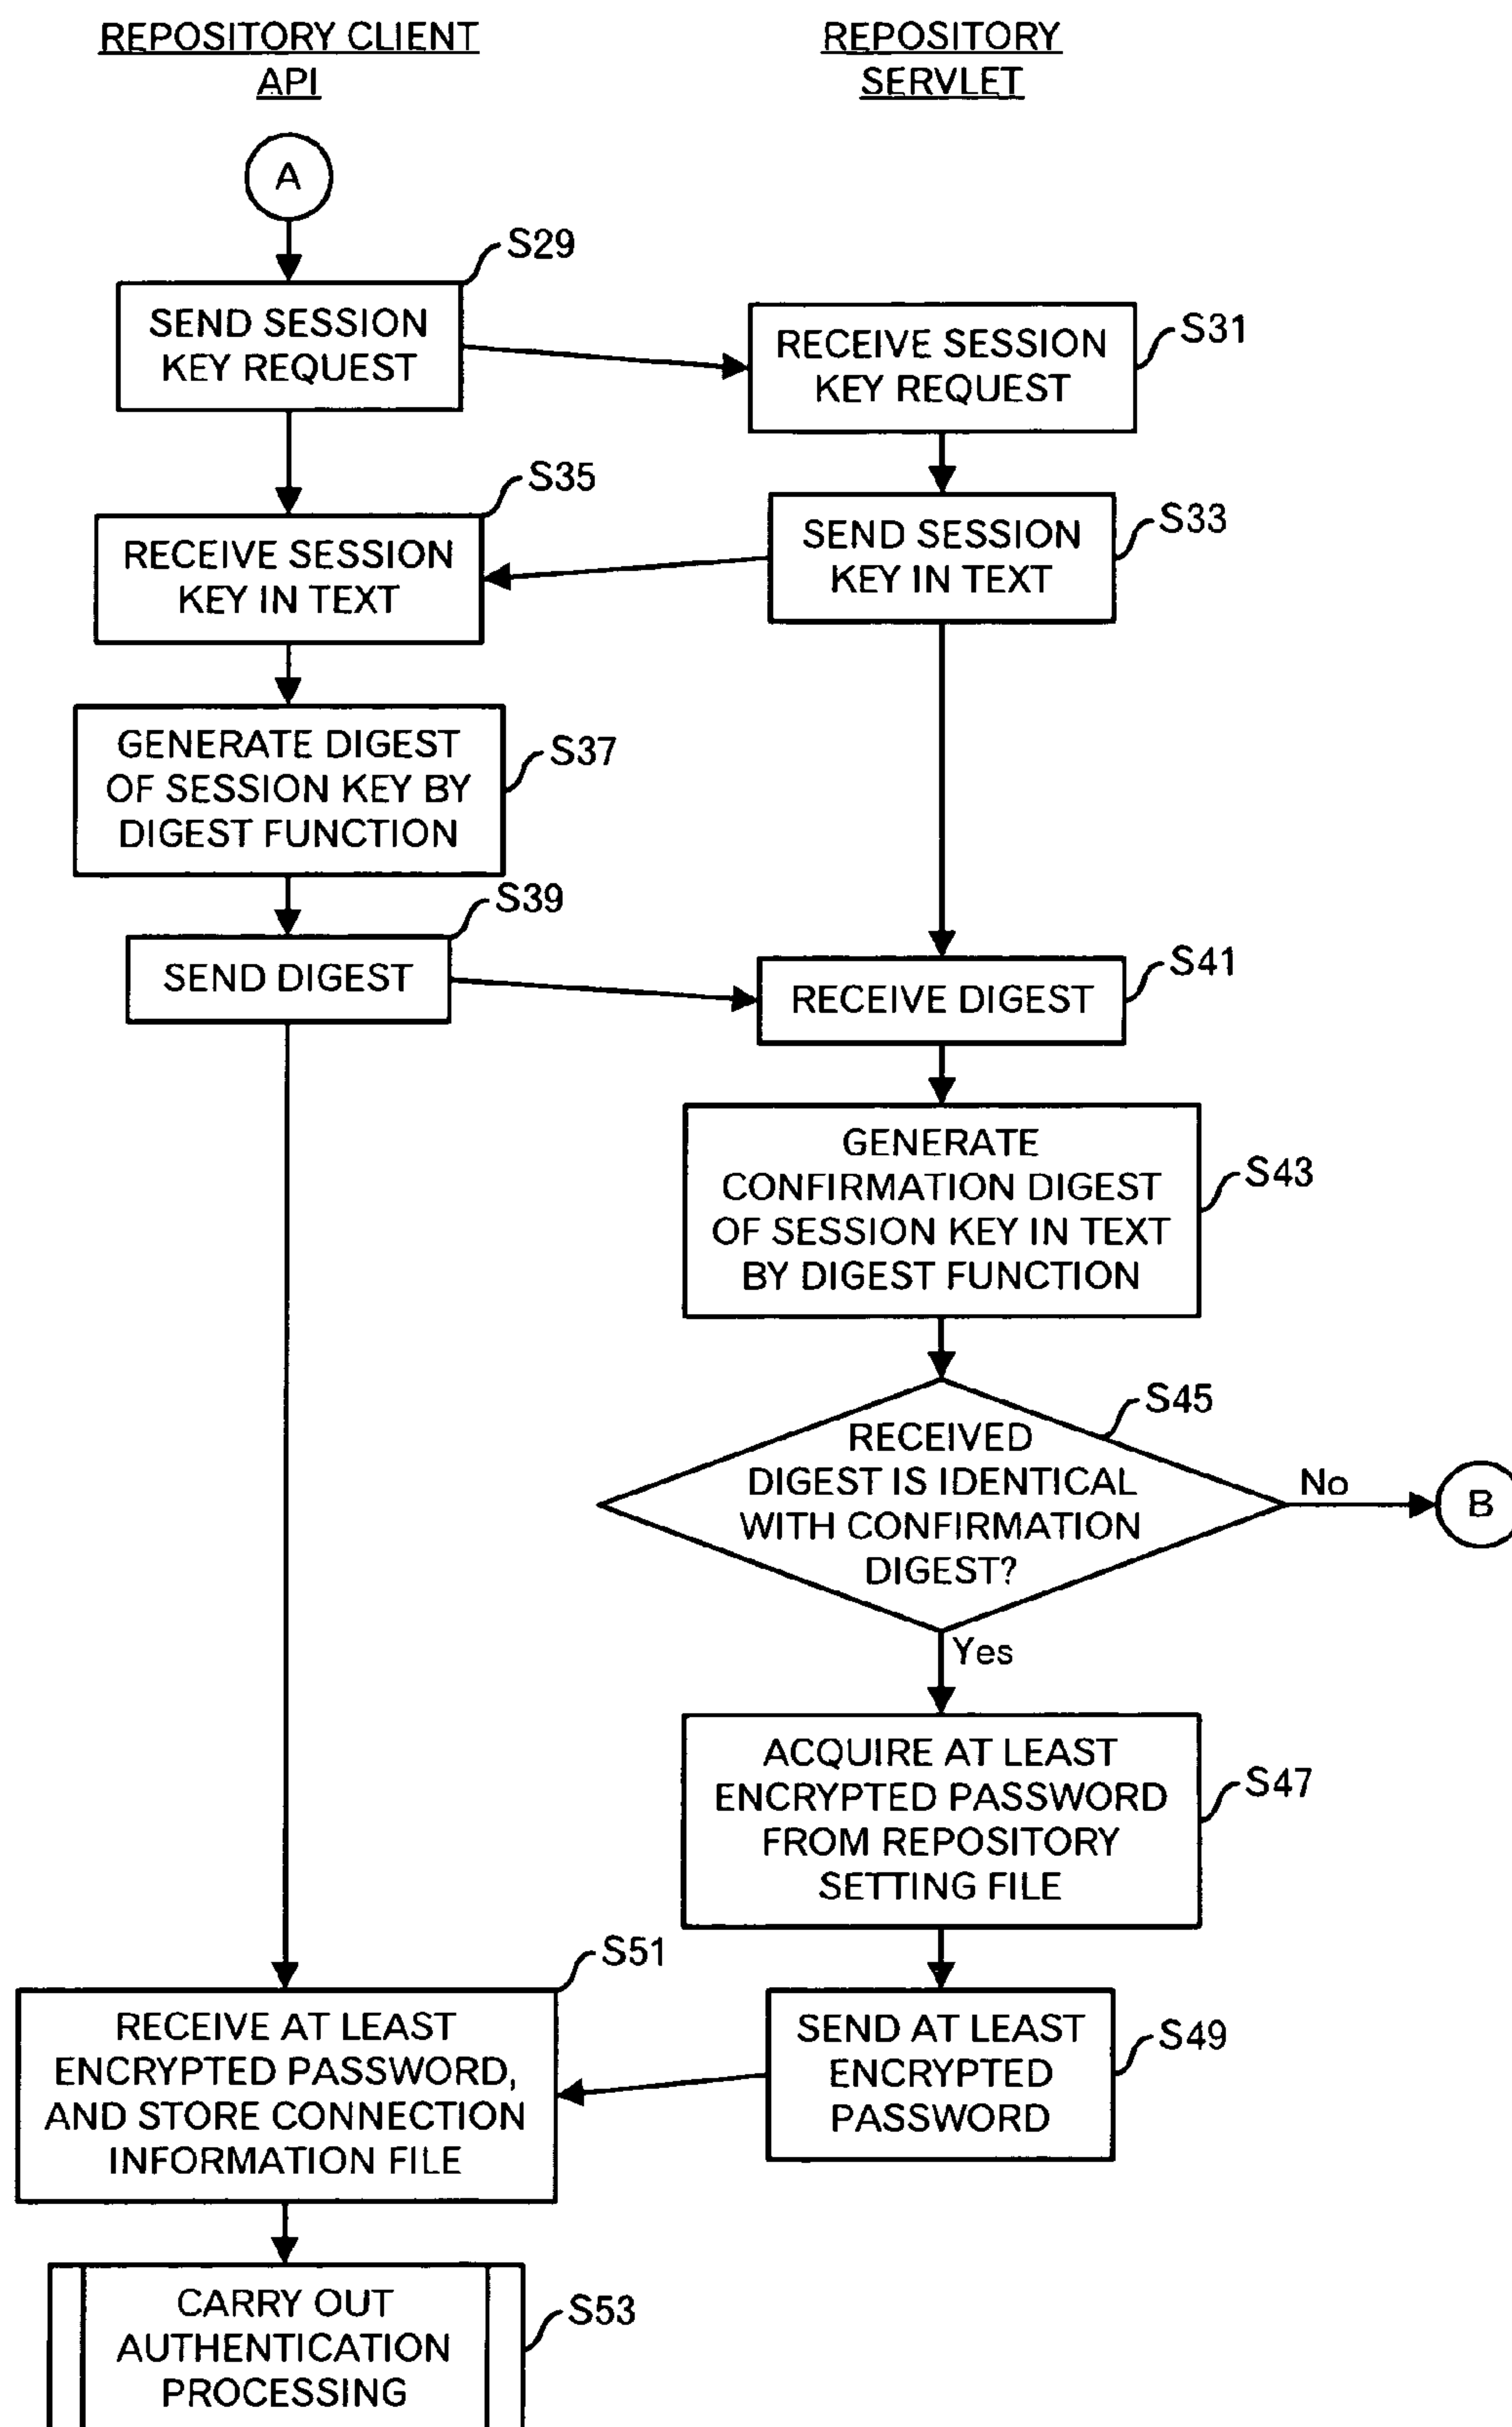 REPOSITORY CLIENT
API
REPOSITORY
SERVLET
A
S29
SEND SESSION
KEY REQUEST
S31
RECEIVE SESSION
KEY REQUEST
S35
RECEIVE SESSION
KEY IN TEXT
S33
SEND SESSION
KEY IN TEXT
S37
GENERATE DIGEST
OF SESSION KEY BY
DIGEST FUNCTION
S39
SEND DIGEST
S41
RECEIVE DIGEST
S43
GENERATE
CONFIRMATION DIGEST
OF SESSION KEY IN TEXT
BY DIGEST FUNCTION
S45
RECEIVED
DIGEST IS IDENTICAL
WITH CONFIRMATION
DIGEST?
No
B
Yes
S47
ACQUIRE AT LEAST
ENCRYPTED PASSWORD
FROM REPOSITORY
SETTING FILE
S51
RECEIVE AT LEAST
ENCRYPTED PASSWORD,
AND STORE CONNECTION
INFORMATION FILE
S49
SEND AT LEAST
ENCRYPTED
PASSWORD
S53
CARRY OUT
AUTHENTICATION
PROCESSING